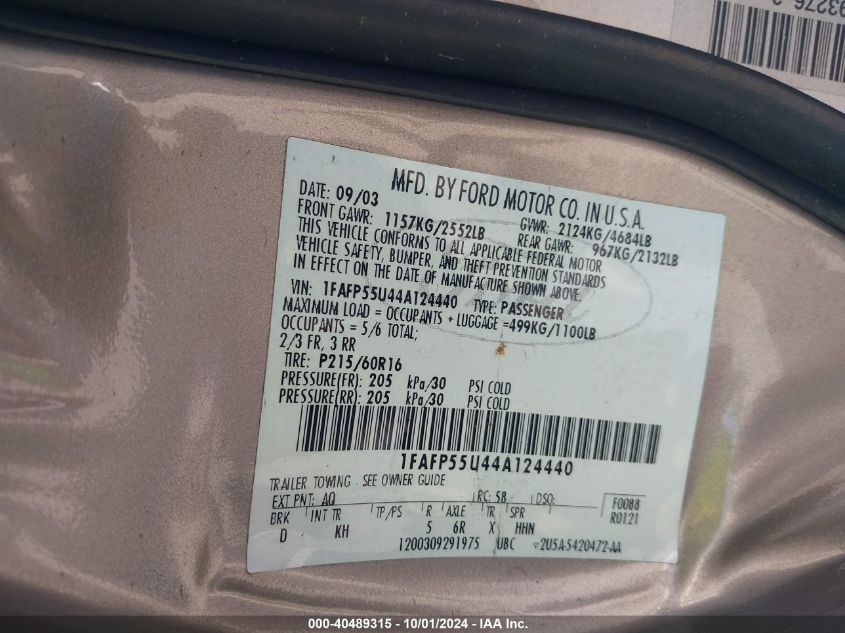 93276 2
MFD. BY FORD MOTOR CO. IN U.S.A.
DATE: 09/03 GVWR: 2124KG/4684LB
FRONT GAWR: 1157KG/2552LB REAR GAWR: 967KG/2132LB
THIS VEHICLE CONFORMS TO ALL APPLICABLE FEDERAL MOTOR
VEHICLE SAFETY, BUMPER, AND THEFT PREVENTION STANDARDS
IN EFFECT ON THE DATE OF MANUFACTURE SHOWN ABOVE.
VIN: 1FAFP55U44A124440 TYPE: PASSENGER
MAXIMUM LOAD = OCCUPANTS + LUGGAGE = 499KG/1100LB
OCCUPANTS = 5/6 TOTAL;
2/3 FR, 3 RR
TIRE: P215/60R16
PRESSURE(FR): 205 kPa/30 PSI COLD
PRESSURE(RR): 205 kPa/30 PSI COLD
1FAFP55U44A124440
TRAILER TOWING - SEE OWNER GUIDE
EXT PNT: AQ RC: 58 DSO: F0088
BRK INT TR TP/PS R AXLE TR SPR R0121
D KH 5 6R X HHN
1200309291975 UBC ▽2U5A-5420472-AA
000-40489315 - 10/01/2024 - IAA Inc.